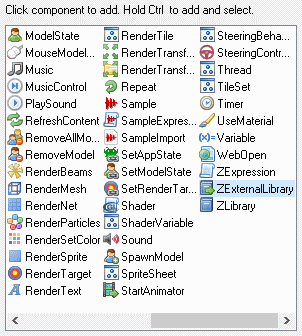 Click component to add. Hold Ctrl to add and select.
ModelState
MouseModel...
Music
MusicControl
PlaySound
RefreshContent
RemoveAllMo...
RemoveModel
RenderBeams
RenderMesh
RenderNet
RenderParticles
RenderSetColor
RenderSprite
RenderTarget
RenderText
RenderTile
RenderTransf...
RenderTransf...
Repeat
Sample
SampleExpres...
SampleImport
SetAppState
SetModelState
SetRenderTar...
Shader
ShaderVariable
Sound
SpawnModel
SpriteSheet
StartAnimator
SteeringBeha...
SteeringContr...
Thread
TileSet
Timer
UseMaterial
Variable
WebOpen
ZExpression
ZExternalLibrary
ZLibrary